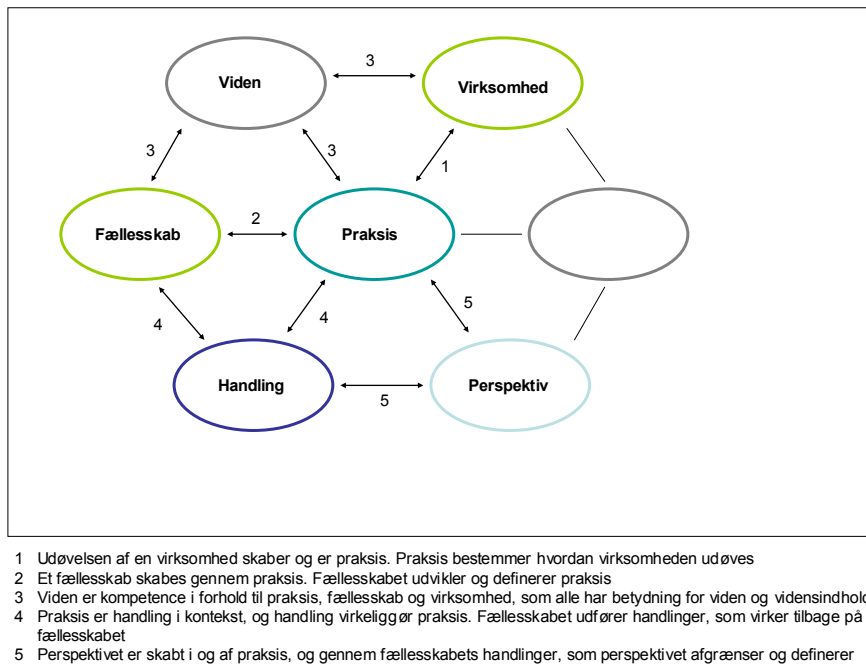 3
Viden
Virksomhed
3
3
1
Fællesskab
2
Praksis
4
4
5
Handling
5
Perspektiv
1 Udøvelsen af en virksomhed skaber og er praksis. Praksis bestemmer hvordan virksomheden udøves
2 Et fællesskab skabes gennem praksis. Fællesskabet udvikler og definerer praksis
3 Viden er kompetence i forhold til praksis, fællesskab og virksomhed, som alle har betydning for viden og vidensindhold
4 Praksis er handling i kontekst, og handling virkeliggør praksis. Fællesskabet udfører handlinger, som virker tilbage på
fællesskabet
5 Perspektivet er skabt i og af praksis, og gennem fællesskabets handlinger, som perspektivet afgrænser og definerer